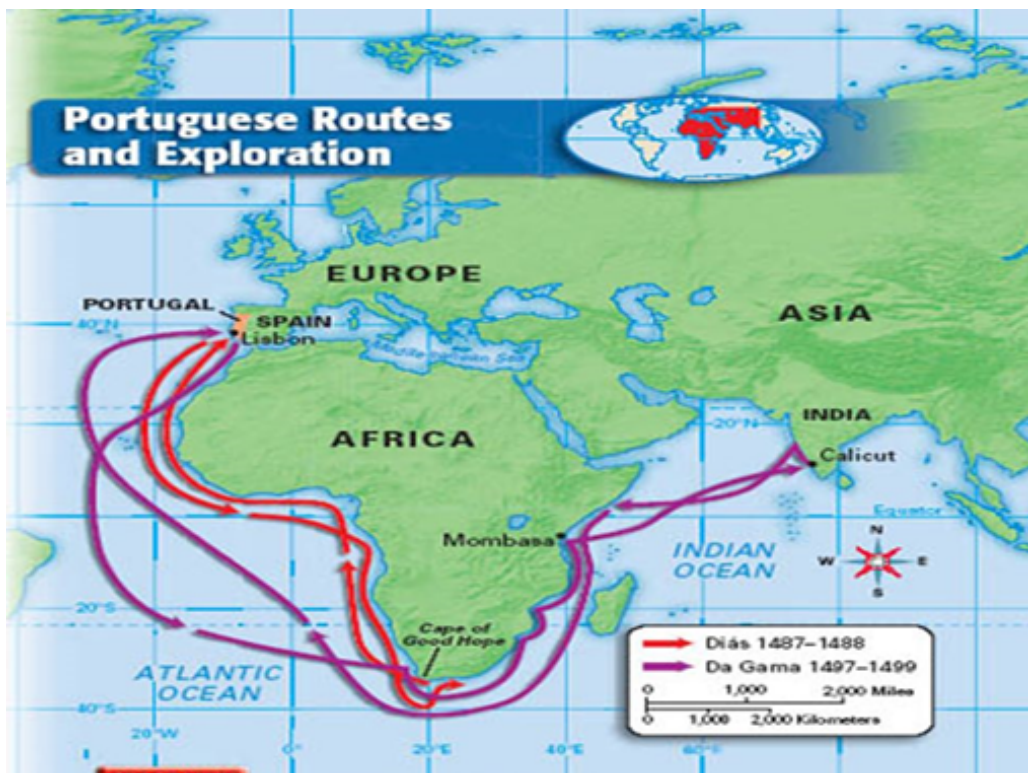 Portuguese Routes
and Exploration
EUROPE
PORTUGAL
SPAIN
ASIA
40°N
Lisbon
Mediterranean Sea
INDIA
20°N
AFRICA
Calicut
Equator
Mombasa
INDIAN
OCEAN
N
W
E
S
20°S
Cape of
Good Hope
Diás 1487–1488
Da Gama 1497–1499
ATLANTIC
OCEAN
0 1,000 2,000 Miles
0 1,000 2,000 Kilometers
40°S
20°W
0°
20°E
40°E
60°E